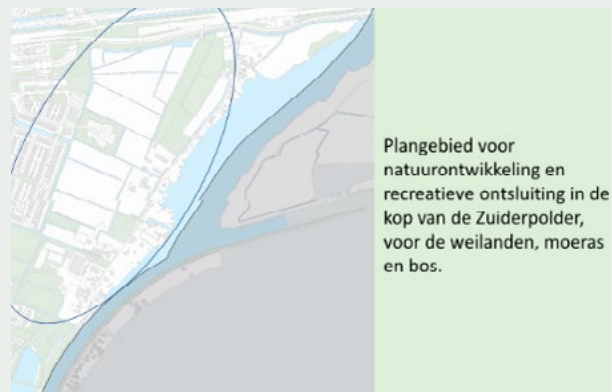 Plangebied voor
natuurontwikkeling en
recreatieve ontsluiting in de
kop van de Zuiderpolder,
voor de weilanden, moeras
en bos.